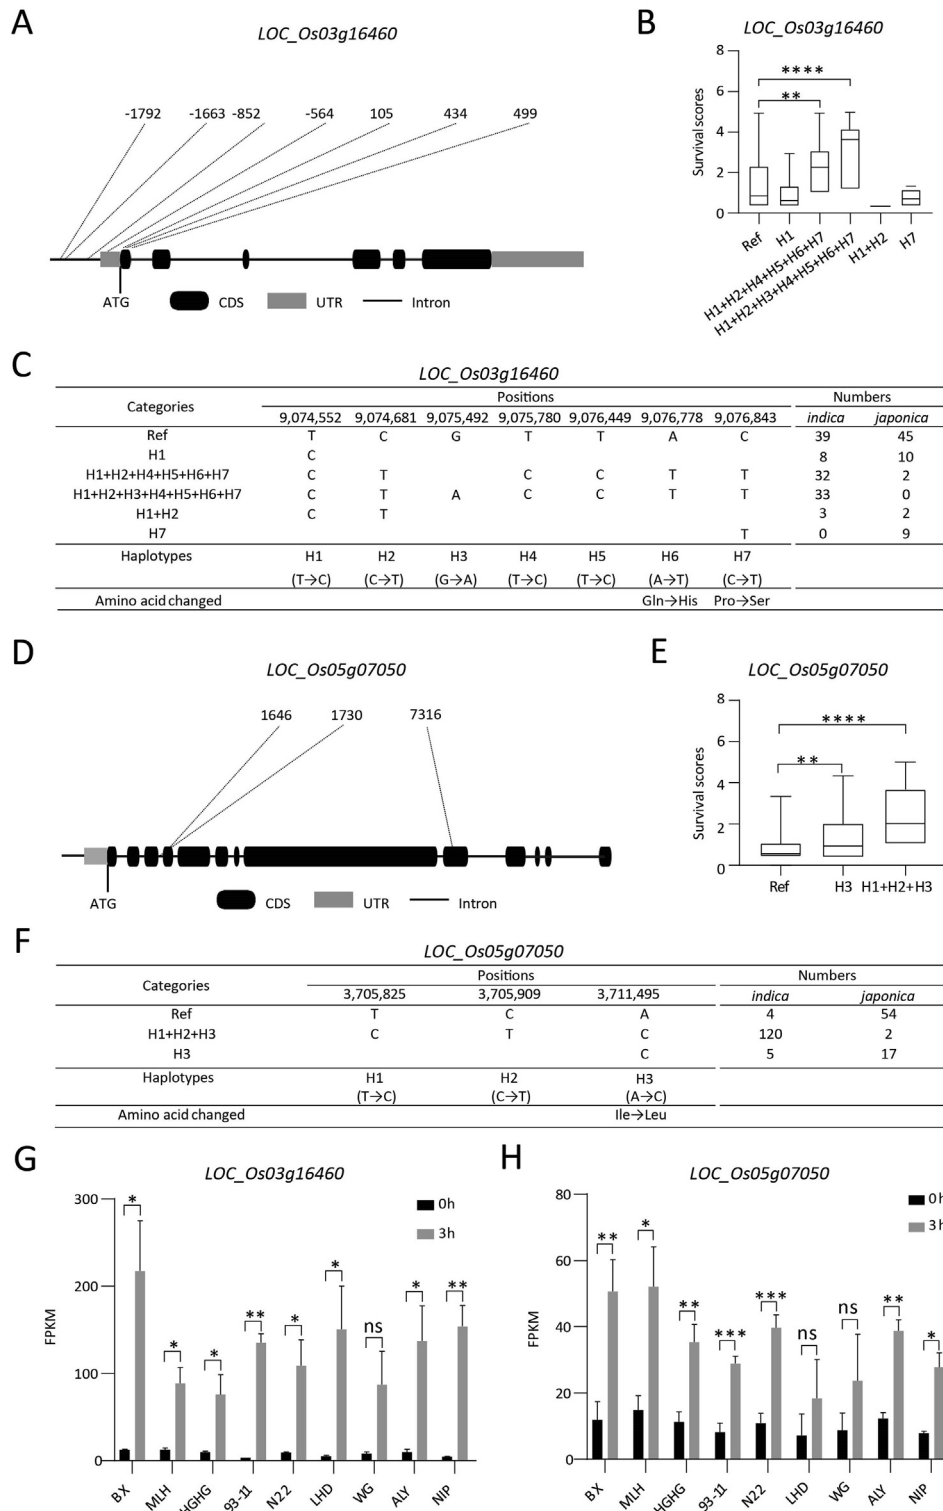 A
LOC_Os03g16460
-1792 -1663 -852 -564 105 434 499
ATG
CDS UTR Intron
B
LOC_Os03g16460
Survival scores
8
6
4
2
0
****
**
Ref H1 H1+H2+H4+H5+H6+H7 H1+H2+H3+H4+H5+H6+H7 H1+H2 H7
C
LOC_Os03g16460
Categories Positions Numbers
9,074,552 9,074,681 9,075,492 9,075,780 9,076,449 9,076,778 9,076,843 indica japonica
Ref T C G T T A C 39 45
H1 C 8 10
H1+H2+H4+H5+H6+H7 C T C C T T 32 2
H1+H2+H3+H4+H5+H6+H7 C T A C C T T 33 0
H1+H2 C T 3 2
H7 T 0 9
Haplotypes H1 H2 H3 H4 H5 H6 H7
(T→C) (C→T) (G→A) (T→C) (T→C) (A→T) (C→T)
Amino acid changed Gln→His Pro→Ser
D
LOC_Os05g07050
1646 1730 7316
ATG
CDS UTR Intron
E
LOC_Os05g07050
Survival scores
8
6
4
2
0
****
**
Ref H3 H1+H2+H3
F
LOC_Os05g07050
Categories Positions Numbers
3,705,825 3,705,909 3,711,495 indica japonica
Ref T C A 4 54
H1+H2+H3 C T C 120 2
H3 C 5 17
Haplotypes H1 H2 H3
(T→C) (C→T) (A→C)
Amino acid changed Ile→Leu
G
LOC_Os03g16460
FPKM
300
200
100
0
0h
3h
* * * ** * * ns * **
BX MLH HGHG 93-11 N22 LHD WG ALY NIP
H
LOC_Os05g07050
FPKM
80
60
40
20
0
0h
3h
** * ** *** *** ns ns ** *
BX MLH HGHG 93-11 N22 LHD WG ALY NIP